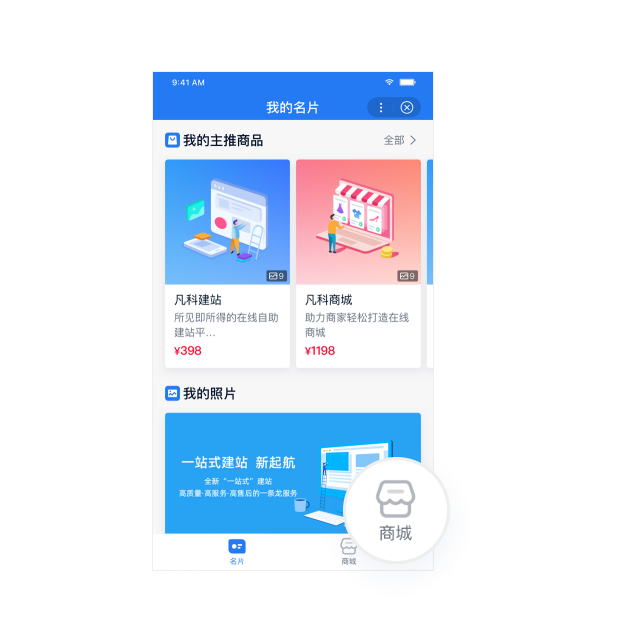 9:41 AM
我的名片
我的主推商品
全部
9
9
凡科建站
所见即所得的在线自助
建站平...
¥398
凡科商城
助力商家轻松打造在线
商城
¥1198
我的照片
一站式建站 新起航
全新“一站式”建站
高质量·高服务·高售后的一条龙服务
商城
名片
商城